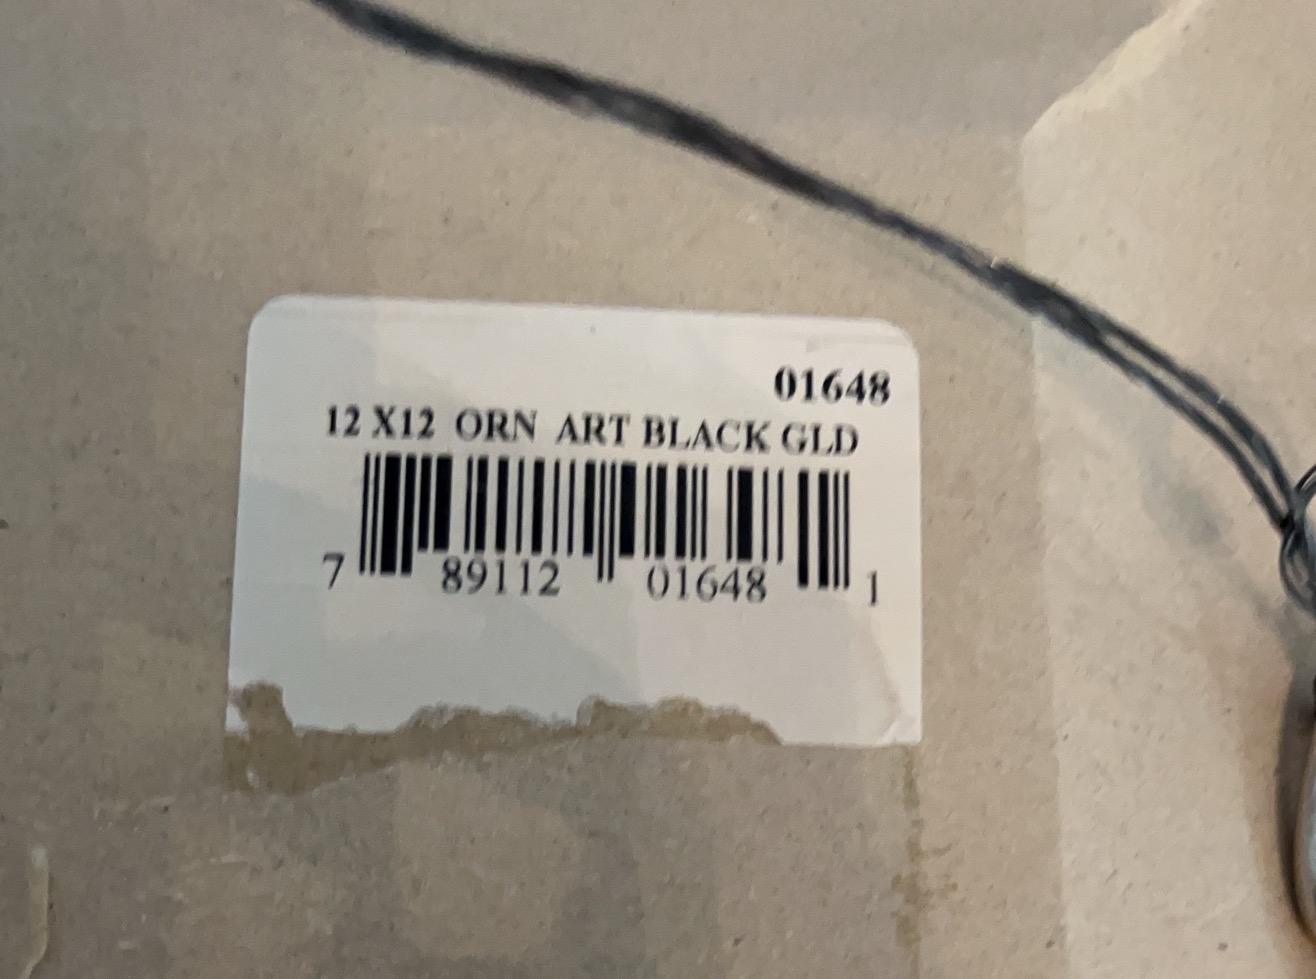 01648
12 X12 ORN ART BLACK GLD
7 89112 01648 1